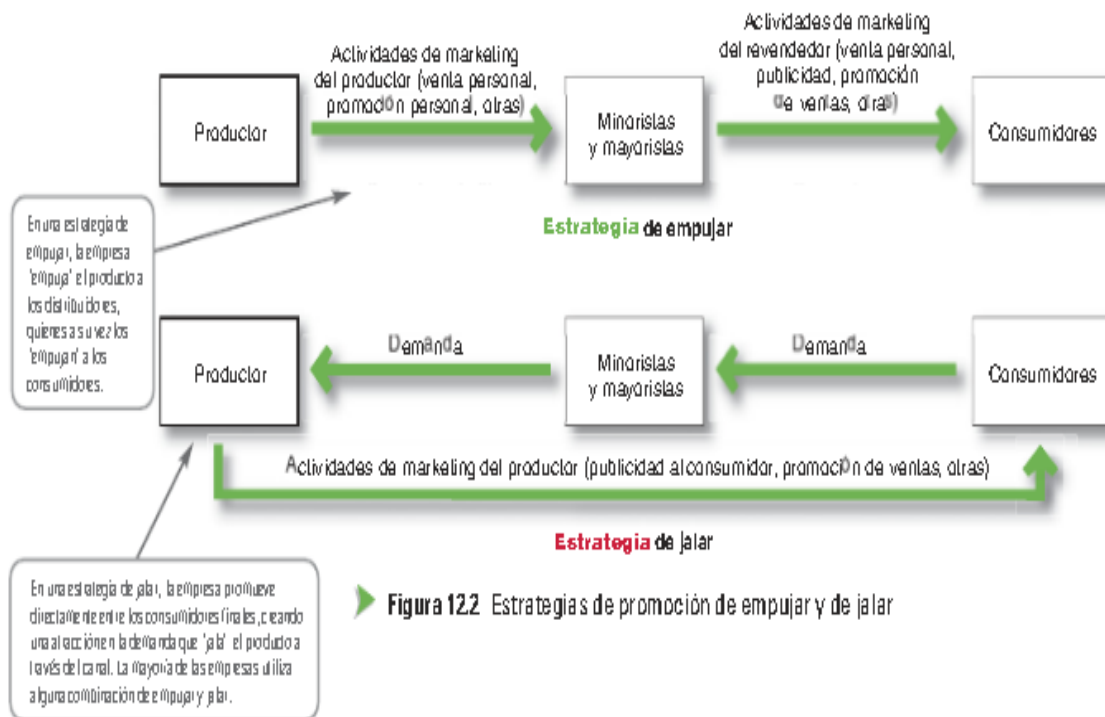 Actividades de marketing
del productor (venta personal,
promoción personal, otras)
Actividades de marketing
del revendedor (venta personal,
publicidad, promoción
de ventas, otras)
Productor
Minoristas
y mayoristas
Consumidores
En una estrategia de
empujar, la empresa
'empuja' el producto a
los distribuidores,
quienes a su vez los
'empujan' a los
consumidores.
Estrategia de empujar
Demanda
Demanda
Productor
Minoristas
y mayoristas
Consumidores
Actividades de marketing del productor (publicidad al consumidor, promoción de ventas, otras)
Estrategia de jalar
En una estrategia de jalar, la empresa promueve
directamente entre los consumidores finales, creando
una atracción en la demanda que 'jala' el producto a
través del canal. La mayoría de las empresas utiliza
alguna combinación de empujar y jalar.
Figura 12.2 Estrategias de promoción de empujar y de jalar